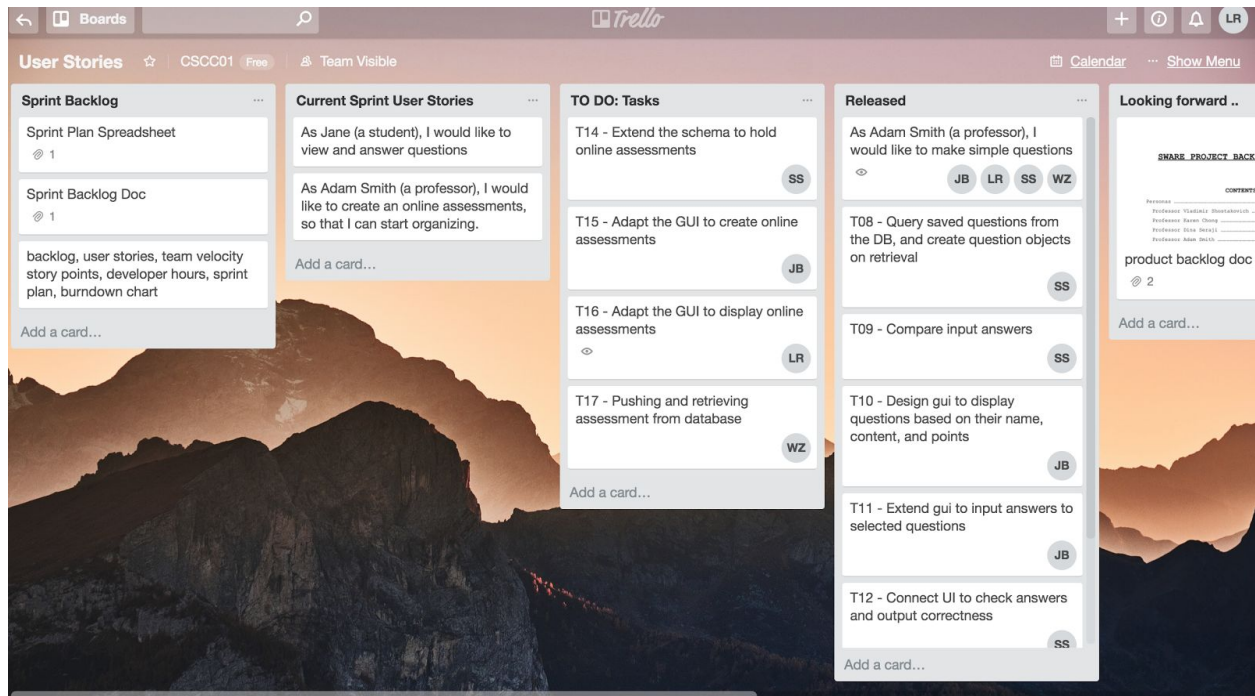 Boards
Trello
LR
User Stories
CSCC01 Free
Team Visible
Calendar
... Show Menu
Sprint Backlog
Sprint Plan Spreadsheet
1
Sprint Backlog Doc
1
backlog, user stories, team velocity
story points, developer hours, sprint
plan, burndown chart
Add a card...
Current Sprint User Stories
As Jane (a student), I would like to
view and answer questions
As Adam Smith (a professor), I would
like to create an online assessments,
so that I can start organizing.
Add a card...
TO DO: Tasks
T14 - Extend the schema to hold
online assessments
SS
T15 - Adapt the GUI to create online
assessments
JB
T16 - Adapt the GUI to display online
assessments
LR
T17 - Pushing and retrieving
assessment from database
WZ
Add a card...
Released
As Adam Smith (a professor), I
would like to make simple questions
JB LR SS WZ
T08 - Query saved questions from
the DB, and create question objects
on retrieval
SS
T09 - Compare input answers
SS
T10 - Design gui to display
questions based on their name,
content, and points
JB
T11 - Extend gui to input answers to
selected questions
JB
T12 - Connect UI to check answers
and output correctness
SS
Add a card...
Looking forward ..
SWARE PROJECT BACK
CONTENTS
Personas
Professor Vladimir Shostakovich
Professor Karen Chong
Professor Adam Smith
product backlog doc
2
Add a card...